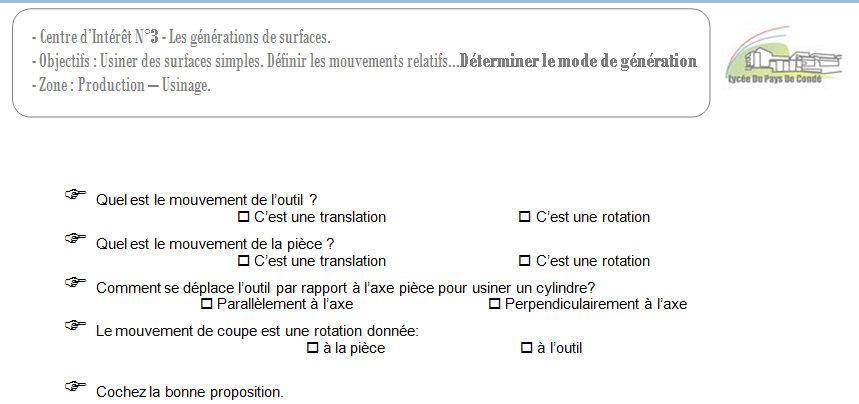 - Centre d'Intérêt N°3 - Les générations de surfaces.
- Objectifs : Usiner des surfaces simples. Définir les mouvements relatifs...Déterminer le mode de génération
- Zone : Production – Usinage.
Lycée Du Pays De Condé
Quel est le mouvement de l'outil ?
C'est une translation C'est une rotation
Quel est le mouvement de la pièce ?
C'est une translation C'est une rotation
Comment se déplace l'outil par rapport à l'axe pièce pour usiner un cylindre?
Parallèlement à l'axe Perpendiculairement à l'axe
Le mouvement de coupe est une rotation donnée:
à la pièce à l'outil
Cochez la bonne proposition.